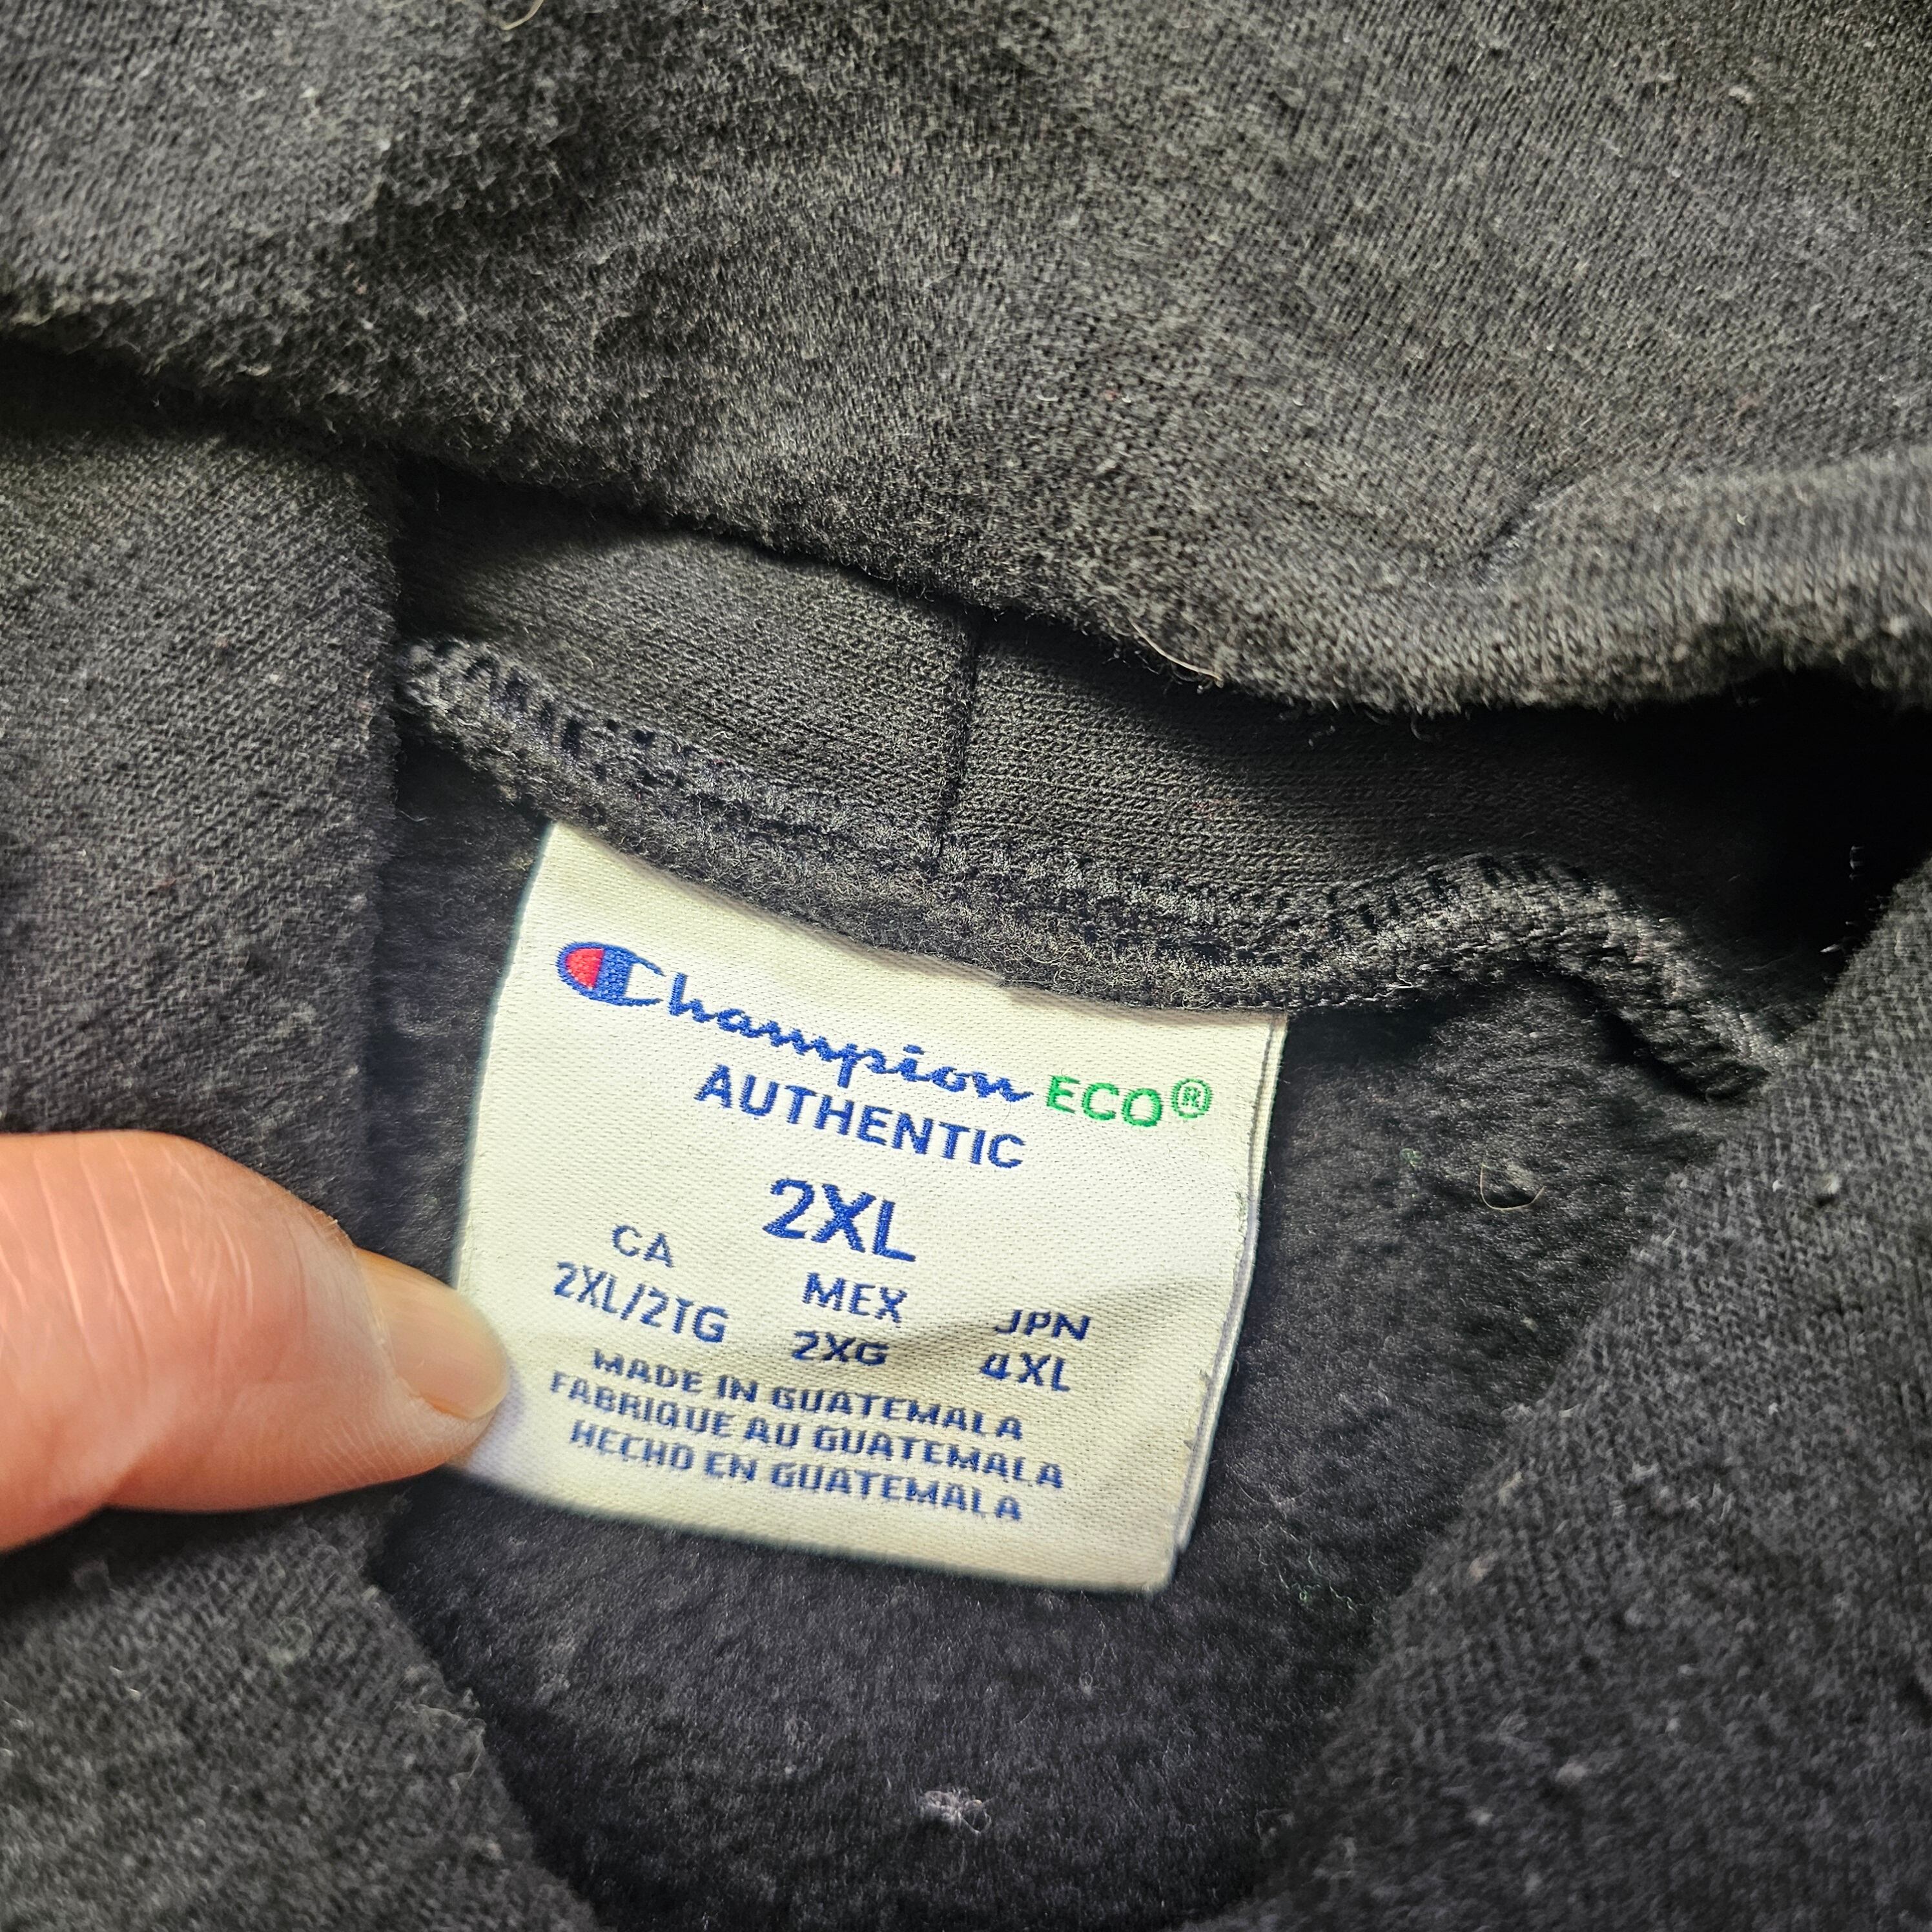 Champion ECO®
AUTHENTIC
2XL
CA MEX JPN
2XL/2TG 2XG 4XL
MADE IN GUATEMALA
FABRIQUE AU GUATEMALA
HECHO EN GUATEMALA